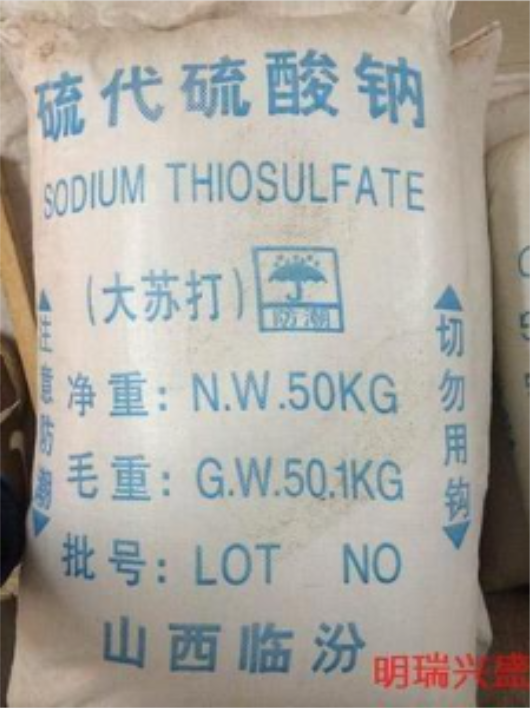 硫代硫酸钠
SODIUM THIOSULFATE
(大苏打)
防潮
注意防潮
切勿用钩
净重：N.W.50KG
毛重：G.W.50.1KG
批号：LOT NO
山西临汾
明瑞兴盛